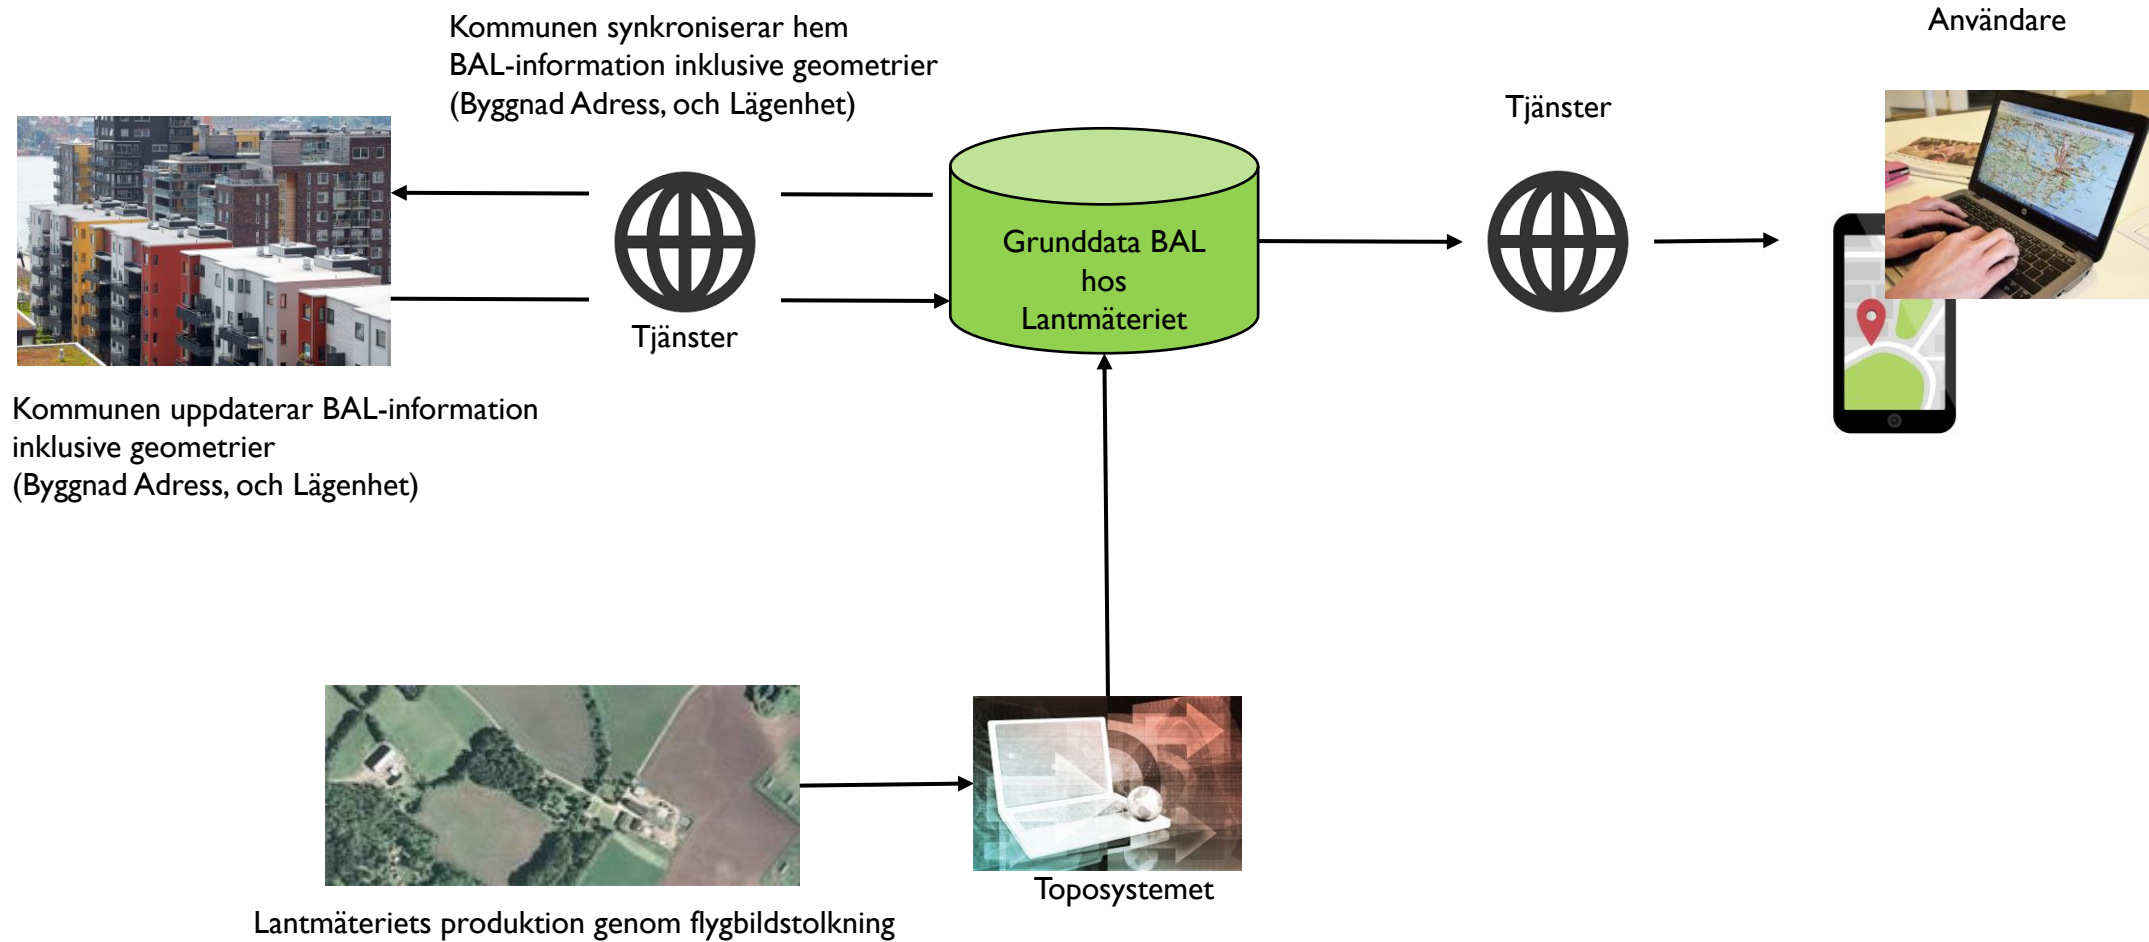 Kommunen synkroniserar hem
BAL-information inklusive geometrier
(Byggnad Adress, och Lägenhet)
Användare
Tjänster
Grunddata BAL
hos
Lantmäteriet
Tjänster
Kommunen uppdaterar BAL-information
inklusive geometrier
(Byggnad Adress, och Lägenhet)
Toposystemet
Lantmäteriets produktion genom flygbildstolkning